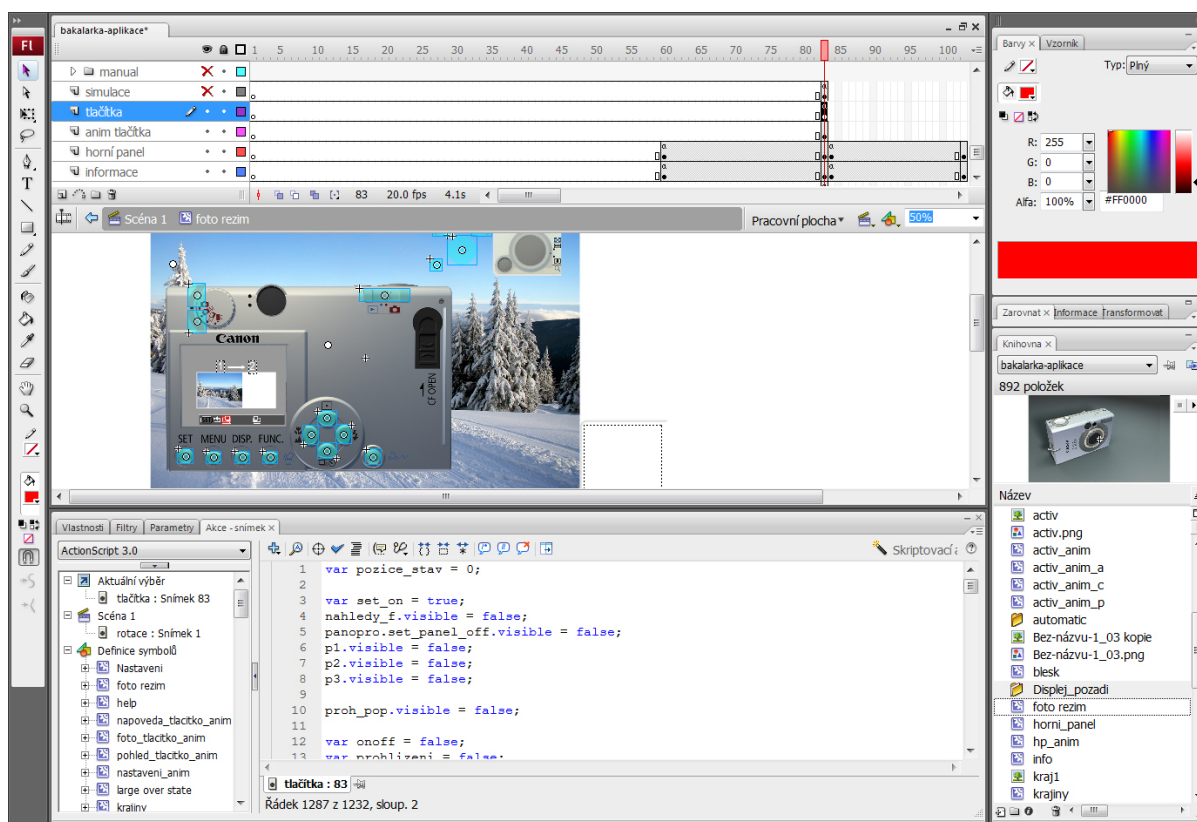 bakalarka-aplikace*
Fl
1 5 10 15 20 25 30 35 40 45 50 55 60 65 70 75 80 85 90 95 100
manual
simulace
tlačítka
anim tlačítka
horní panel
informace
83 20.0 fps 4.1s
Scéna 1 foto rezim
Pracovní plocha 50%
Canon
CF OPEN
SET MENU DISP. FUNC.
Vlastnosti Filtry Parametry Akce - snímek ×
ActionScript 3.0
Skriptovací a
Aktuální výběr
tlačítka : Snímek 83
Scéna 1
rotace : Snímek 1
Definice symbolů
Nastaveni
foto rezim
help
napoveda_tlacitko_anim
foto_tlacitko_anim
pohled_tlacitko_anim
nastaveni_anim
large over state
krajiny
1 var pozice_stav = 0;
2
3 var set_on = true;
4 nahledy_f.visible = false;
5 panopro.set_panel_off.visible = false;
6 p1.visible = false;
7 p2.visible = false;
8 p3.visible = false;
9
10 proh_pop.visible = false;
11
12 var onoff = false;
13 var prohlizeni = false;
tlačítka : 83
Řádek 1287 z 1232, sloup. 2
Barvy × Vzorník
Typ: Plný
R: 255
G: 0
B: 0
Alfa: 100% #FF0000
Zarovnat × Informace Transformovat
Knihovna ×
bakalarka-aplikace
892 položek
Název
activ
activ.png
activ_anim
activ_anim_a
activ_anim_c
activ_anim_p
automatic
Bez-názvu-1_03 kopie
Bez-názvu-1_03.png
blesk
Displej_pozadi
foto rezim
horni_panel
hp_anim
info
kraj1
krajiny